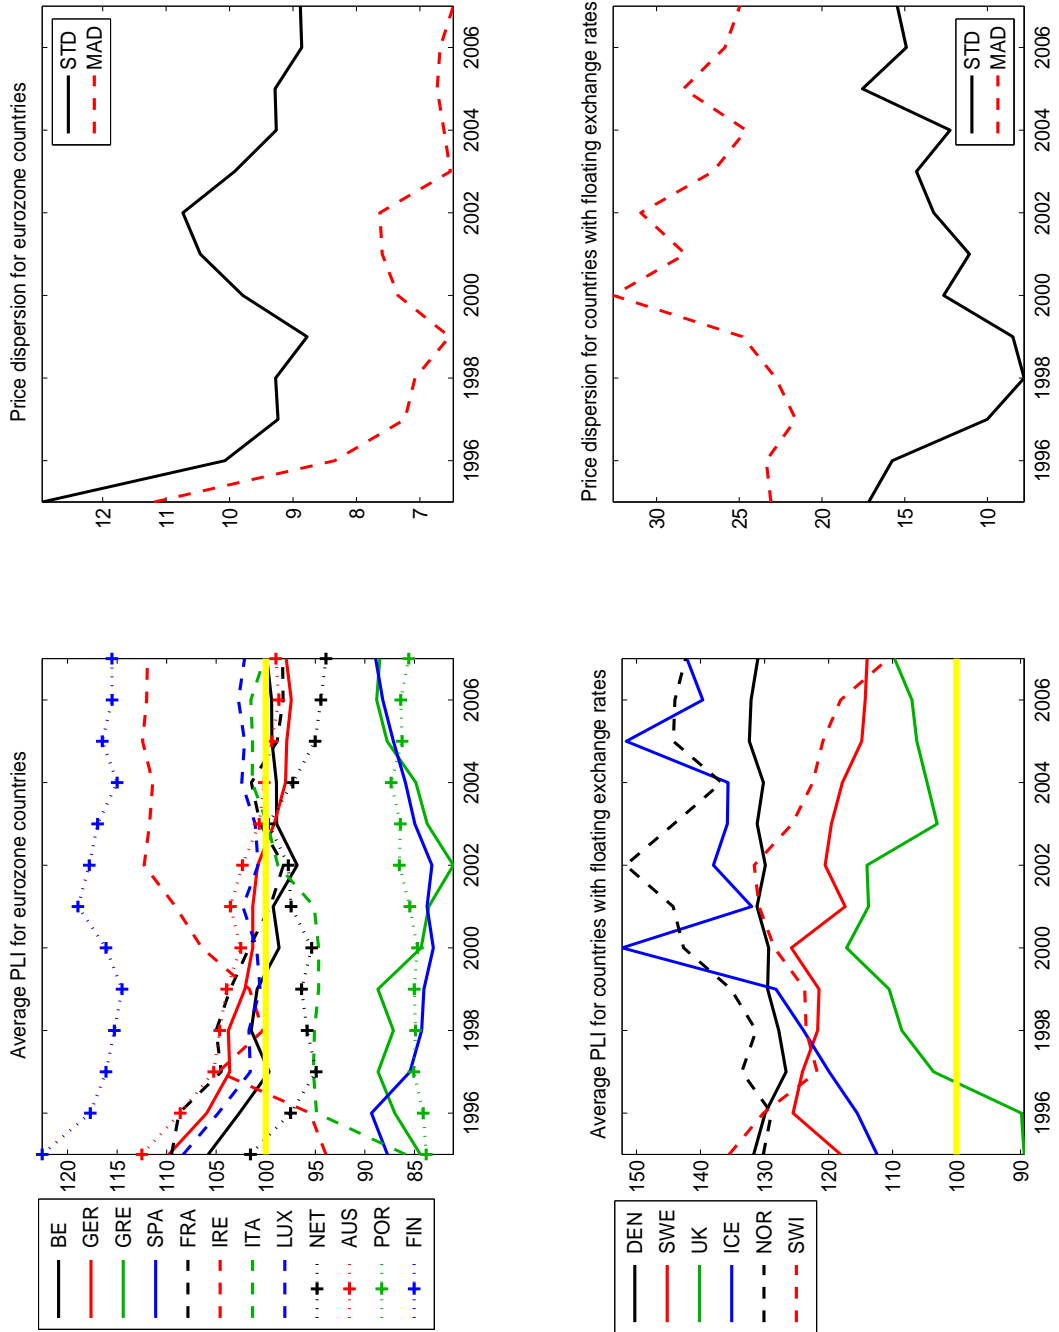 Average PLI for eurozone countries
120
115
110
105
100
95
90
85
1996
1998
2000
2002
2004
2006
BE
GER
GRE
SPA
FRA
IRE
ITA
LUX
NET
AUS
POR
FIN
Price dispersion for eurozone countries
12
11
10
9
8
7
1996
1998
2000
2002
2004
2006
STD
MAD
Average PLI for countries with floating exchange rates
150
140
130
120
110
100
90
1996
1998
2000
2002
2004
2006
DEN
SWE
UK
ICE
NOR
SWI
Price dispersion for countries with floating exchange rates
30
25
20
15
10
1996
1998
2000
2002
2004
2006
STD
MAD